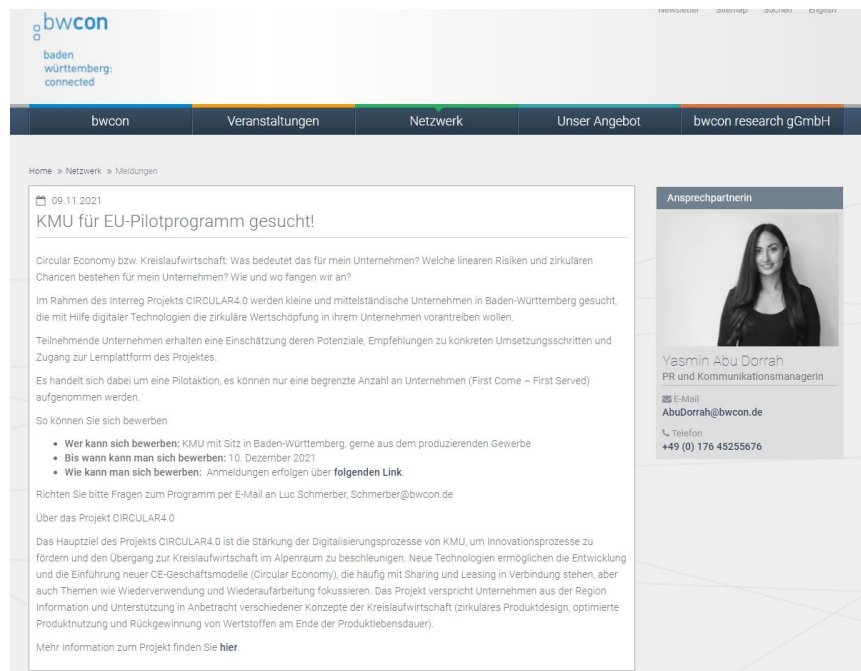 Newsletter Sitemap Suchen English
bwcon
baden
württemberg:
connected
bwcon Veranstaltungen Netzwerk Unser Angebot bwcon research gGmbH
Home » Netzwerk » Meldungen
09.11.2021
KMU für EU-Pilotprogramm gesucht!
Circular Economy bzw. Kreislaufwirtschaft: Was bedeutet das für mein Unternehmen? Welche linearen Risiken und zirkulären
Chancen bestehen für mein Unternehmen? Wie und wo fangen wir an?
Im Rahmen des Interreg Projekts CIRCULAR4.0 werden kleine und mittelständische Unternehmen in Baden-Württemberg gesucht,
die mit Hilfe digitaler Technologien die zirkuläre Wertschöpfung in ihrem Unternehmen vorantreiben wollen.
Teilnehmende Unternehmen erhalten eine Einschätzung deren Potenziale, Empfehlungen zu konkreten Umsetzungsschritten und
Zugang zur Lernplattform des Projektes.
Es handelt sich dabei um eine Pilotaktion, es können nur eine begrenzte Anzahl an Unternehmen (First Come – First Served)
aufgenommen werden.
So können Sie sich bewerben
• Wer kann sich bewerben: KMU mit Sitz in Baden-Württemberg, gerne aus dem produzierenden Gewerbe
• Bis wann kann man sich bewerben: 10. Dezember 2021
• Wie kann man sich bewerben: Anmeldungen erfolgen über folgenden Link.
Richten Sie bitte Fragen zum Programm per E-Mail an Luc Schmerber, Schmerber@bwcon.de
Über das Projekt CIRCULAR4.0
Das Hauptziel des Projekts CIRCULAR4.0 ist die Stärkung der Digitalisierungsprozesse von KMU, um Innovationsprozesse zu
fördern und den Übergang zur Kreislaufwirtschaft im Alpenraum zu beschleunigen. Neue Technologien ermöglichen die Entwicklung
und die Einführung neuer CE-Geschäftsmodelle (Circular Economy), die häufig mit Sharing und Leasing in Verbindung stehen, aber
auch Themen wie Wiederverwendung und Wiederaufarbeitung fokussieren. Das Projekt verspricht Unternehmen aus der Region
Information und Unterstützung in Anbetracht verschiedener Konzepte der Kreislaufwirtschaft (zirkuläres Produktdesign, optimierte
Produktnutzung und Rückgewinnung von Wertstoffen am Ende der Produktlebensdauer).
Mehr Information zum Projekt finden Sie hier.
Ansprechpartnerin
Yasmin Abu Dorrah
PR und Kommunikationsmanagerin
E-Mail
AbuDorrah@bwcon.de
Telefon
+49 (0) 176 45255676